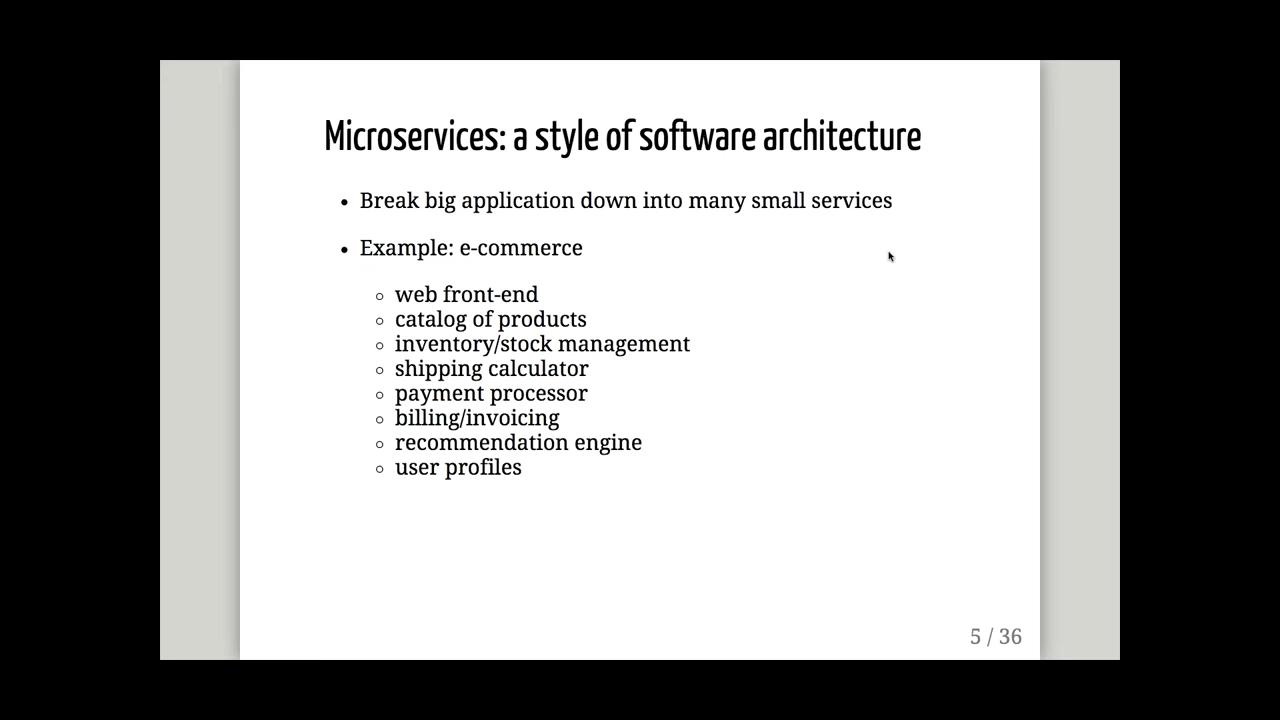 Microservices: a style of software architecture
• Break big application down into many small services
• Example: e-commerce
◦ web front-end
◦ catalog of products
◦ inventory/stock management
◦ shipping calculator
◦ payment processor
◦ billing/invoicing
◦ recommendation engine
◦ user profiles
5 / 36